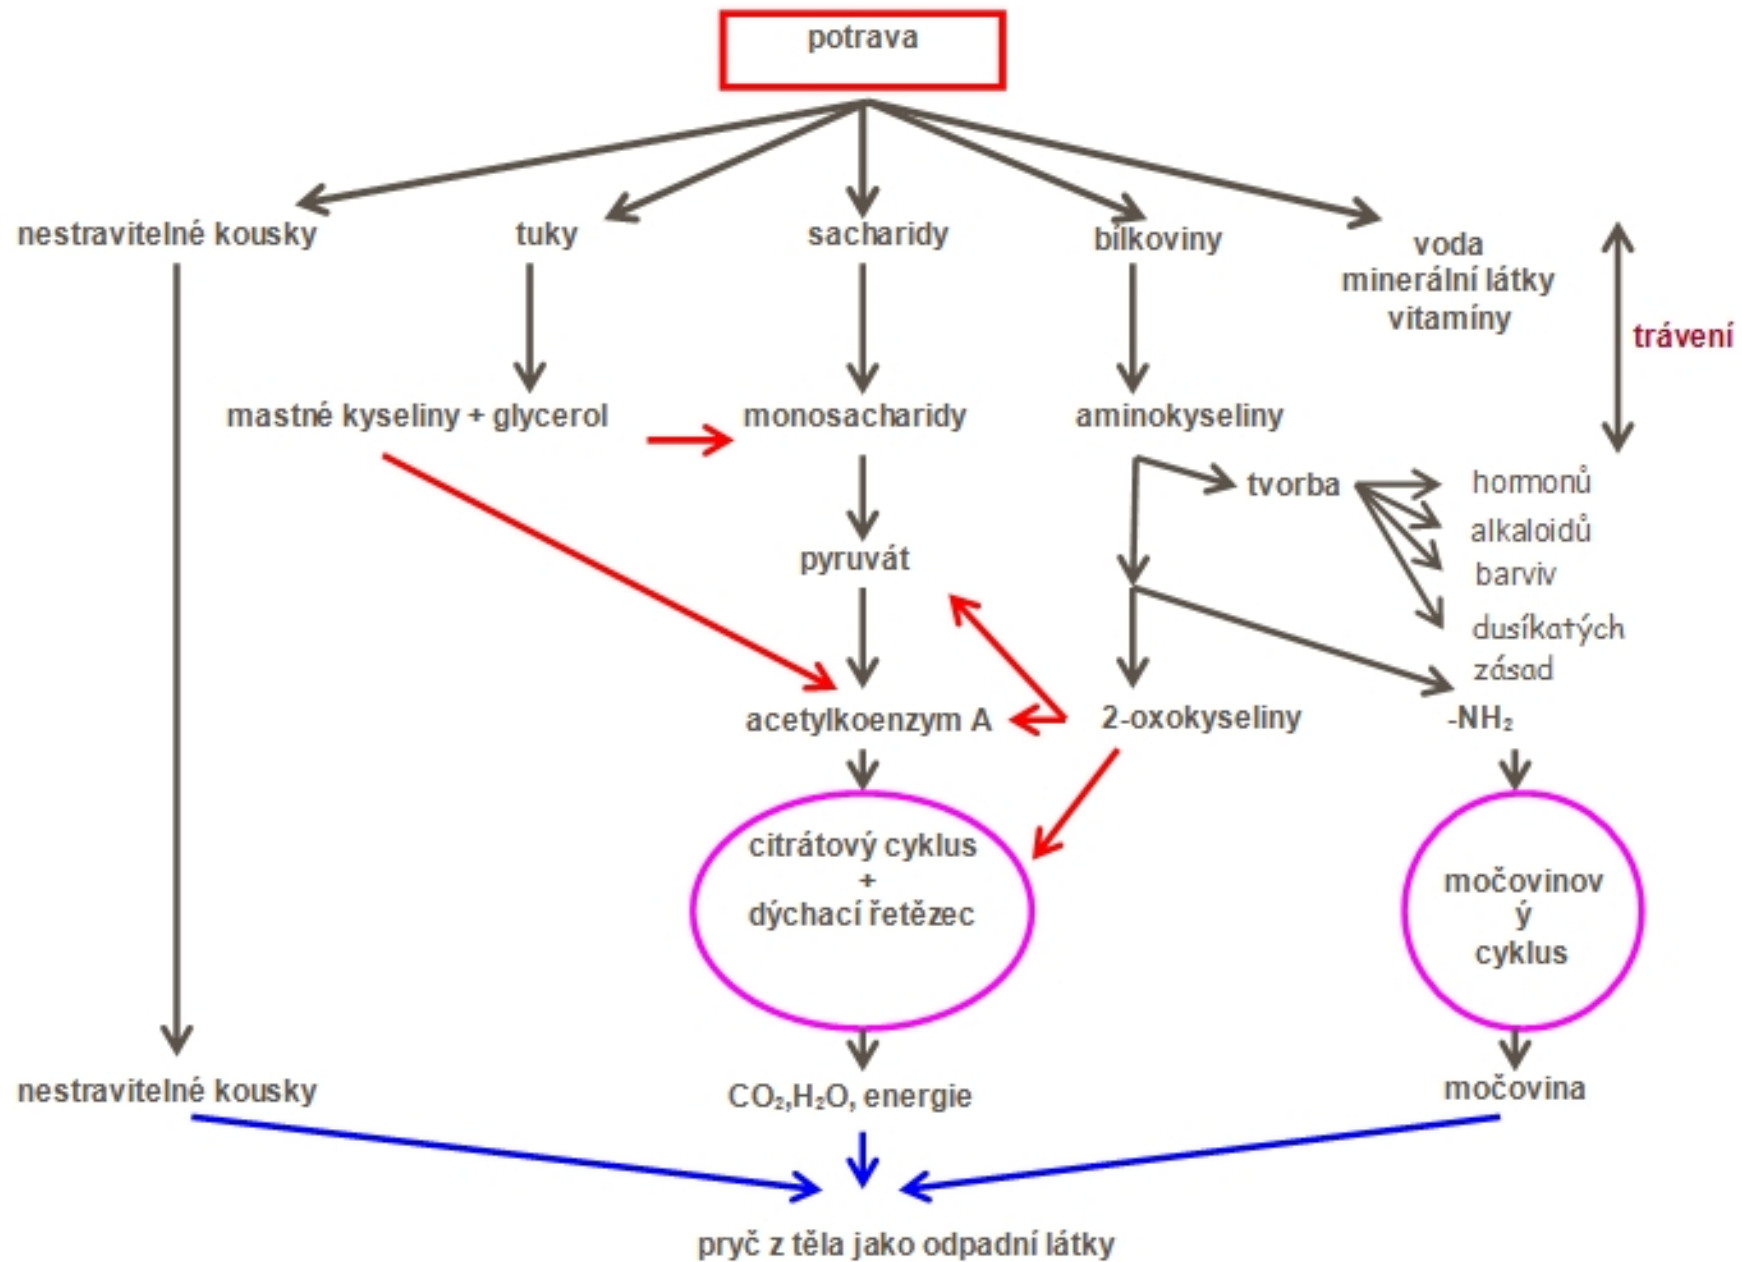 potrava
nestravitelné kousky
tuky
sacharidy
bílkoviny
voda
minerální látky
vitamíny
trávení
mastné kyseliny + glycerol
monosacharidy
aminokyseliny
tvorba
hormonů
alkaloidů
barviv
dusíkatých
zásad
pyruvát
acetylkoenzym A
2-oxokyseliny
-NH₂
citrátový cyklus
+
dýchací řetězec
močovinov
ý
cyklus
nestravitelné kousky
CO₂,H₂O, energie
močovina
pryč z těla jako odpadní látky